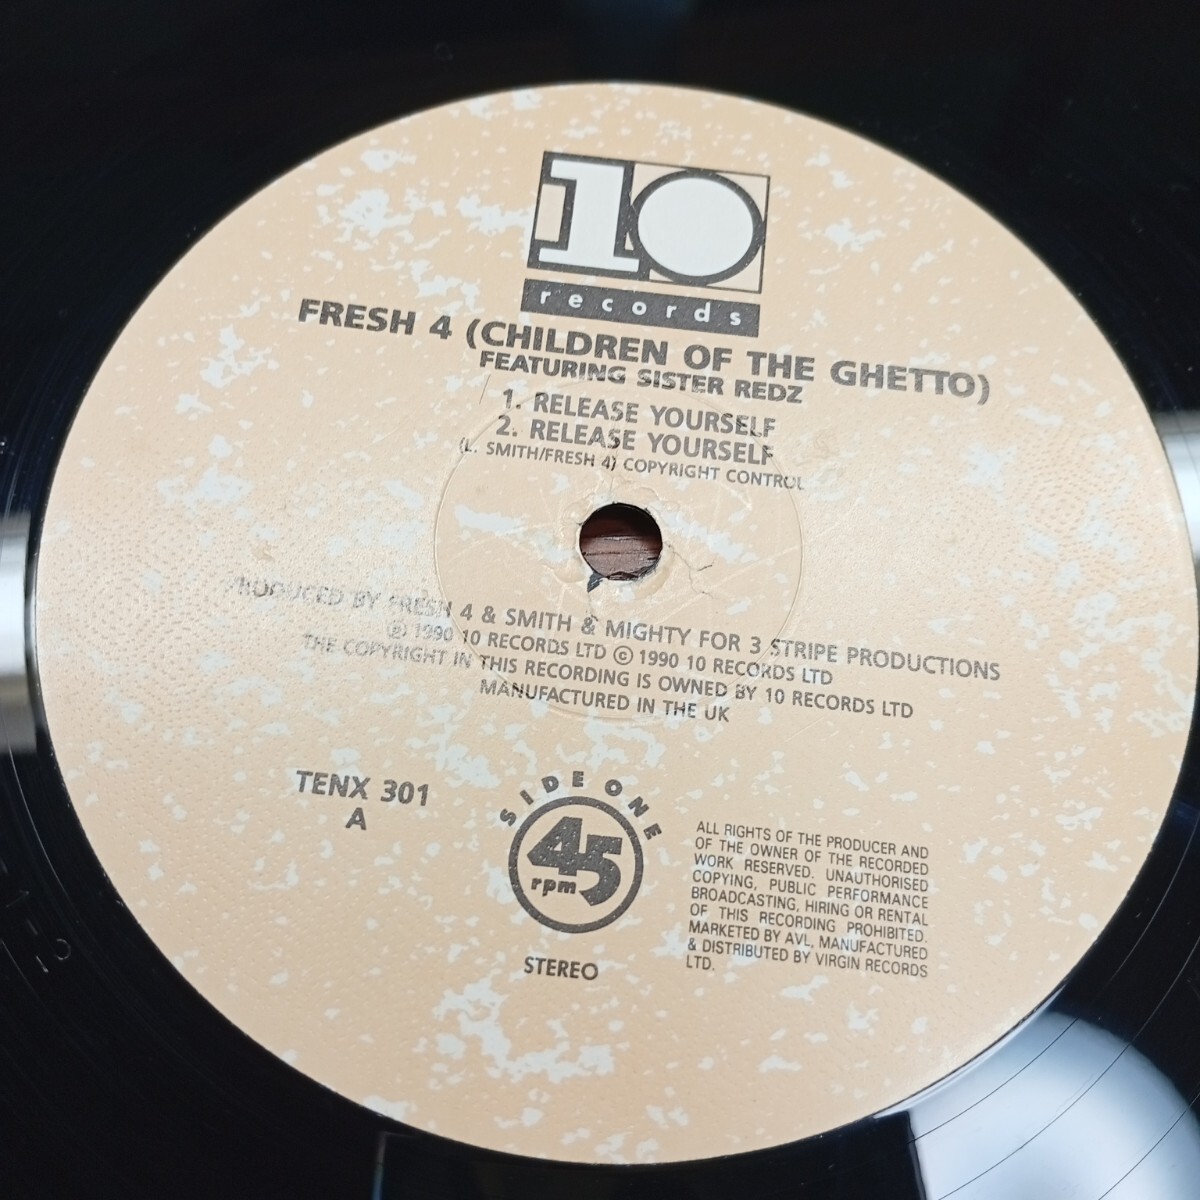 10
records
FRESH 4 (CHILDREN OF THE GHETTO)
FEATURING SISTER REDZ
1. RELEASE YOURSELF
2. RELEASE YOURSELF
(L. SMITH/FRESH 4) COPYRIGHT CONTROL
PRODUCED BY FRESH 4 & SMITH & MIGHTY FOR 3 STRIPE PRODUCTIONS
℗ 1990 10 RECORDS LTD © 1990 10 RECORDS LTD
THE COPYRIGHT IN THIS RECORDING IS OWNED BY 10 RECORDS LTD
MANUFACTURED IN THE UK
TENX 301
A
SIDE ONE
45
rpm
STEREO
ALL RIGHTS OF THE PRODUCER AND
OF THE OWNER OF THE RECORDED
WORK RESERVED. UNAUTHORISED
COPYING, PUBLIC PERFORMANCE
BROADCASTING, HIRING OR RENTAL
OF THIS RECORDING PROHIBITED.
MARKETED BY AVL, MANUFACTURED
& DISTRIBUTED BY VIRGIN RECORDS
LTD.